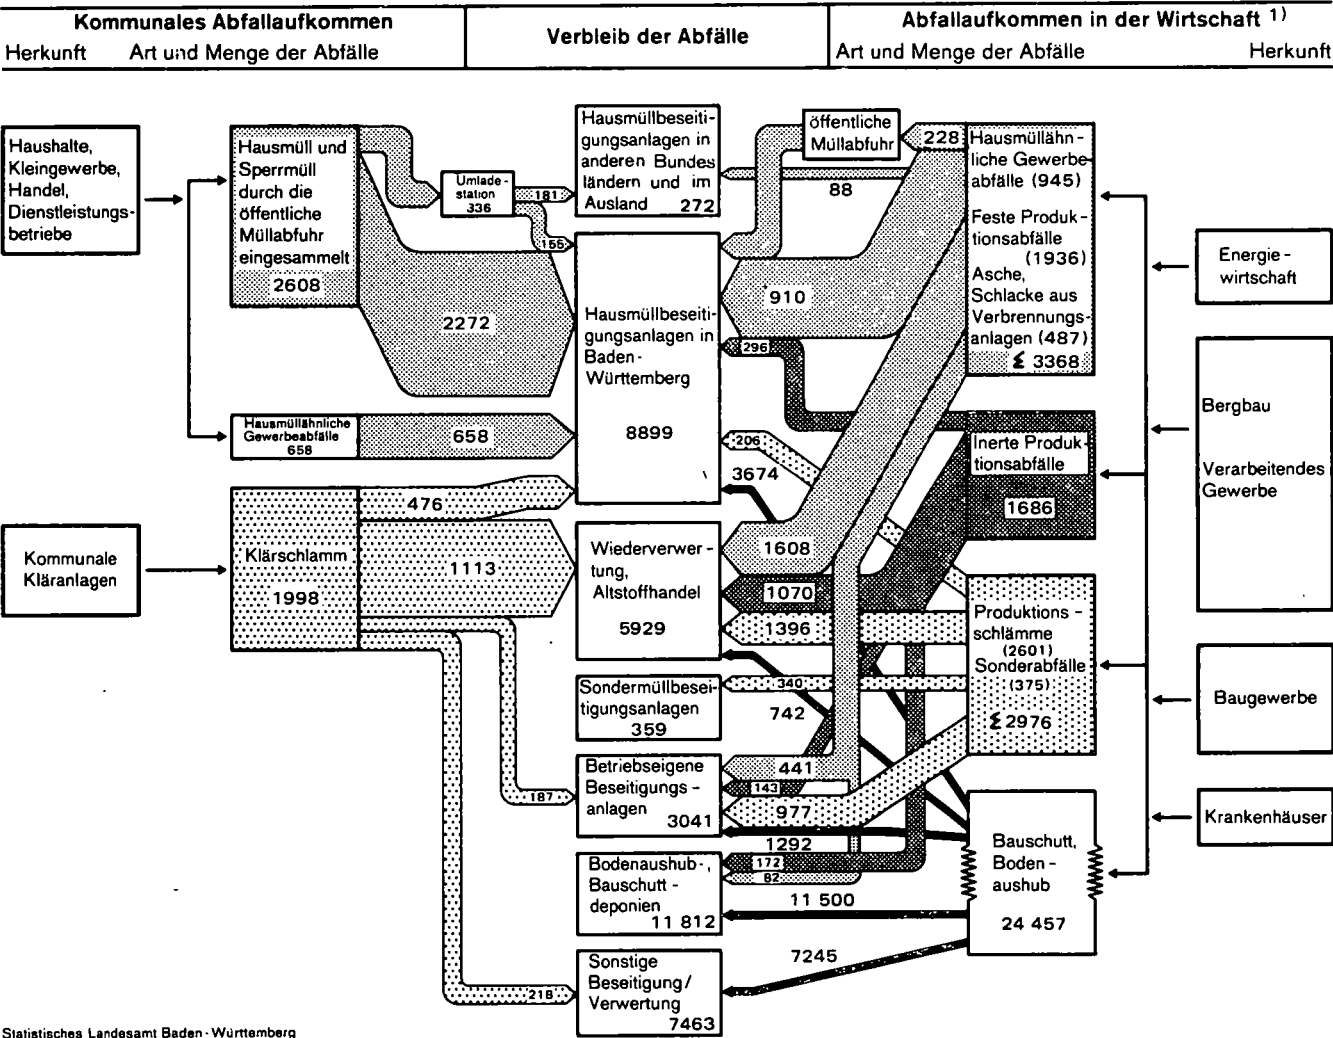 Kommunales Abfallaufkommen
Herkunft Art und Menge der Abfälle
Verbleib der Abfälle
Abfallaufkommen in der Wirtschaft 1)
Art und Menge der Abfälle Herkunft
Haushalte,
Kleingewerbe,
Handel,
Dienstleistungs-
betriebe
Kommunale
Kläranlagen
Hausmüll und
Sperrmüll
durch die
öffentliche
Müllabfuhr
eingesammelt
2608
Hausmüllähnliche
Gewerbeabfälle
658
Klärschlamm
1998
Umlade-
station
336
181
155
2272
658
476
1113
187
218
Hausmüllbeseiti-
gungsanlagen in
anderen Bundes
ländern und im
Ausland 272
Hausmüllbeseiti-
gungsanlagen in
Baden-
Württemberg
8899
Wiederverwer-
tung,
Altstoffhandel
5929
Sondermüllbesei-
tigungsanlagen
359
Betriebseigene
Beseitigungs-
anlagen
3041
Bodenaushub-,
Bauschutt-
deponien
11 812
Sonstige
Beseitigung/
Verwertung
7463
öffentliche
Müllabfuhr
228
88
910
296
206
3674
1608
1070
1396
340
742
441
143
977
1292
172
82
11 500
7245
Hausmüllähn-
liche Gewerbe-
abfälle (945)
Feste Produk-
tionsabfälle
(1936)
Asche,
Schlacke aus
Verbrennungs-
anlagen (487)
Σ 3368
Inerte Produk-
tionsabfälle
1686
Produktions-
schlämme
(2601)
Sonderabfälle
(375)
Σ 2976
Bauschutt,
Boden-
aushub
24 457
Energie-
wirtschaft
Bergbau
Verarbeitendes
Gewerbe
Baugewerbe
Krankenhäuser
Statistisches Landesamt Baden-Württemberg